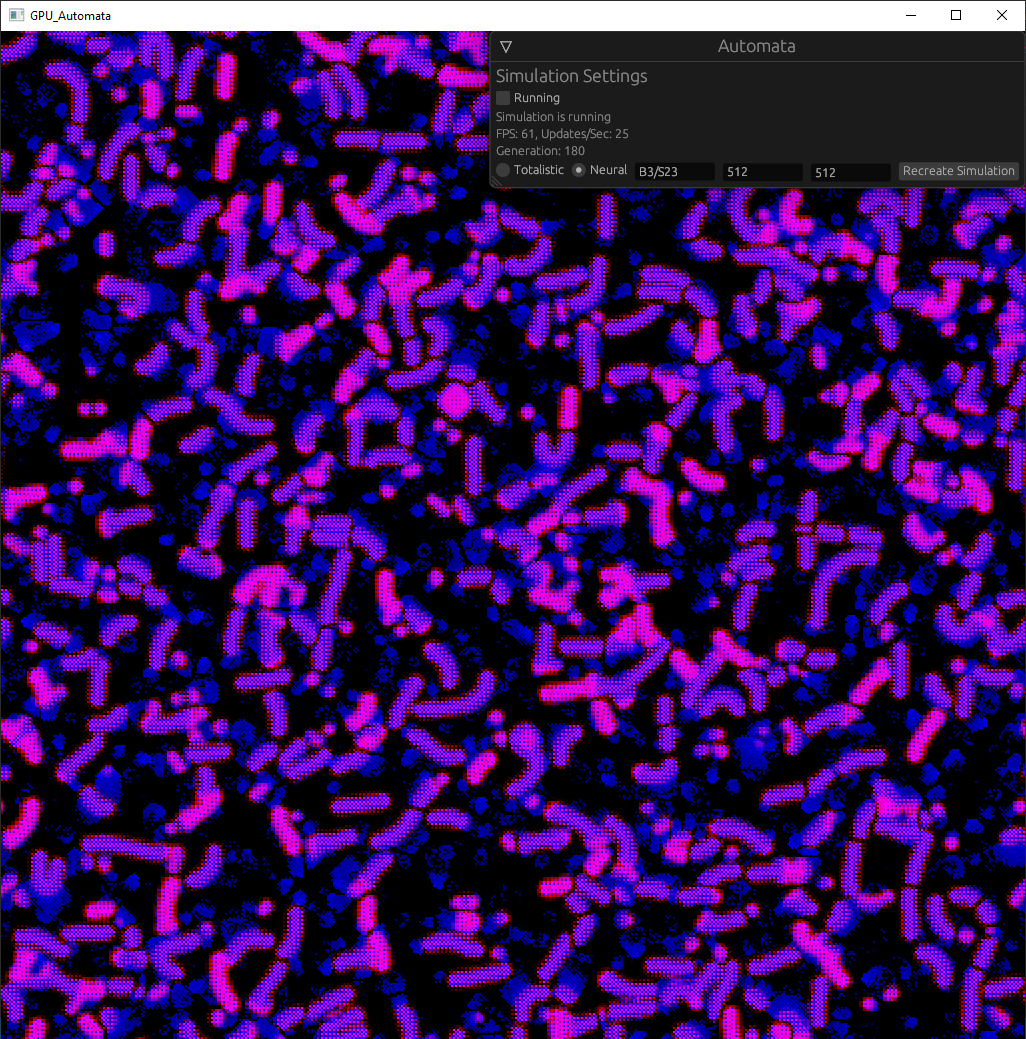 GPU_Automata
Automata
Simulation Settings
Running
Simulation is running
FPS: 61, Updates/Sec: 25
Generation: 180
Totalistic Neural B3/S23 512 512 Recreate Simulation